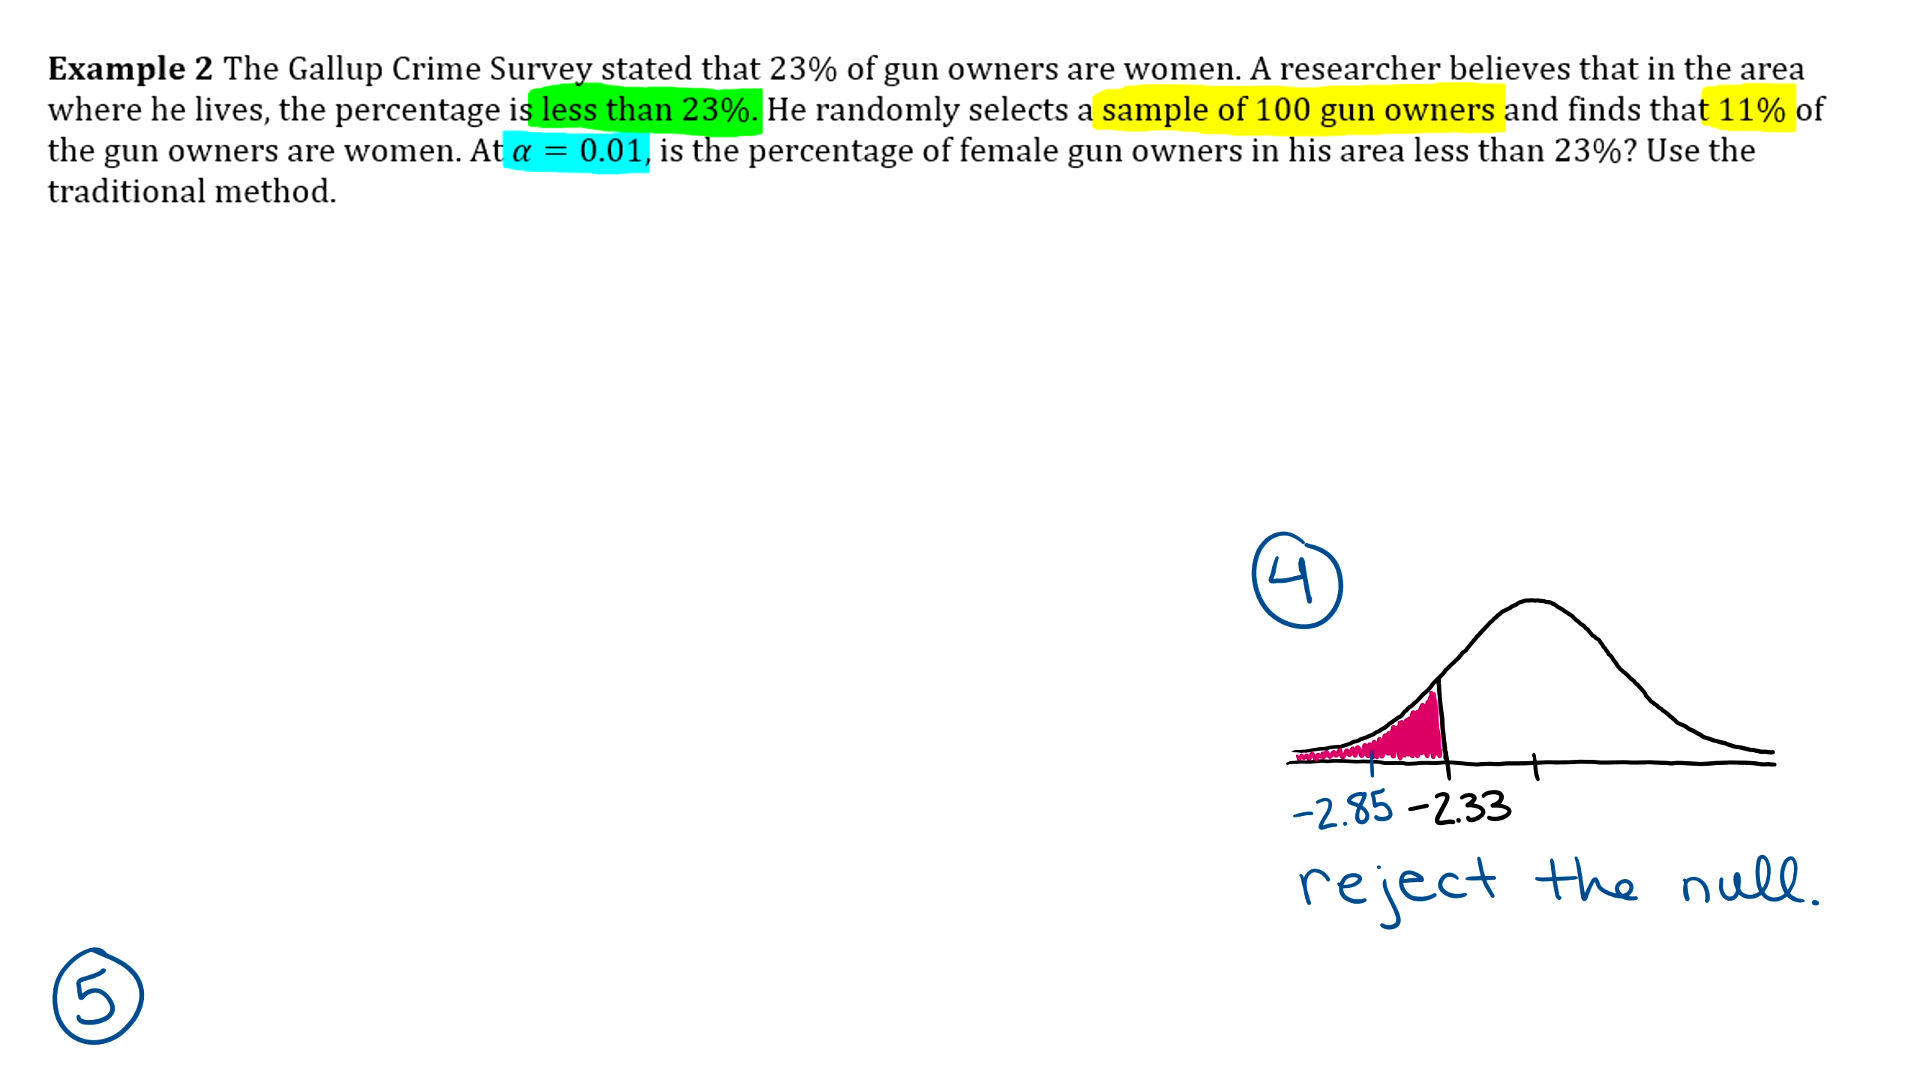 Example 2 The Gallup Crime Survey stated that 23% of gun owners are women. A researcher believes that in the area
where he lives, the percentage is less than 23%. He randomly selects a sample of 100 gun owners and finds that 11% of
the gun owners are women. At α = 0.01, is the percentage of female gun owners in his area less than 23%? Use the
traditional method.
4
-2.85 -2.33
reject the null.
5